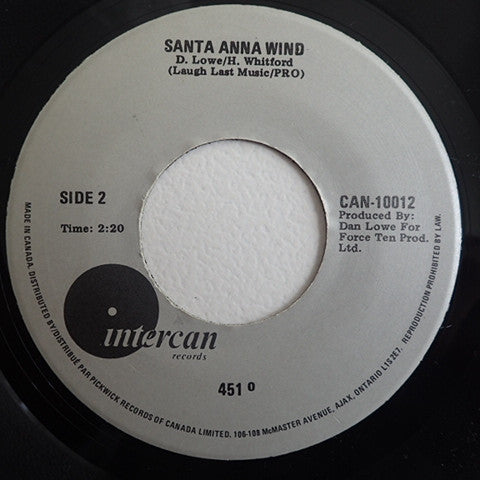 SANTA ANNA WIND
D. Lowe/H. Whitford
(Laugh Last Music/PRO)
SIDE 2
Time: 2:20
CAN-10012
Produced By:
Dan Lowe For
Force Ten Prod.
Ltd.
intercan
records
451 º
MADE IN CANADA. DISTRIBUTED BY/DISTRIBUÉ PAR PICKWICK RECORDS OF CANADA LIMITED. 106-108 McMASTER AVENUE, AJAX, ONTARIO L1S 2E7. REPRODUCTION PROHIBITED BY LAW.